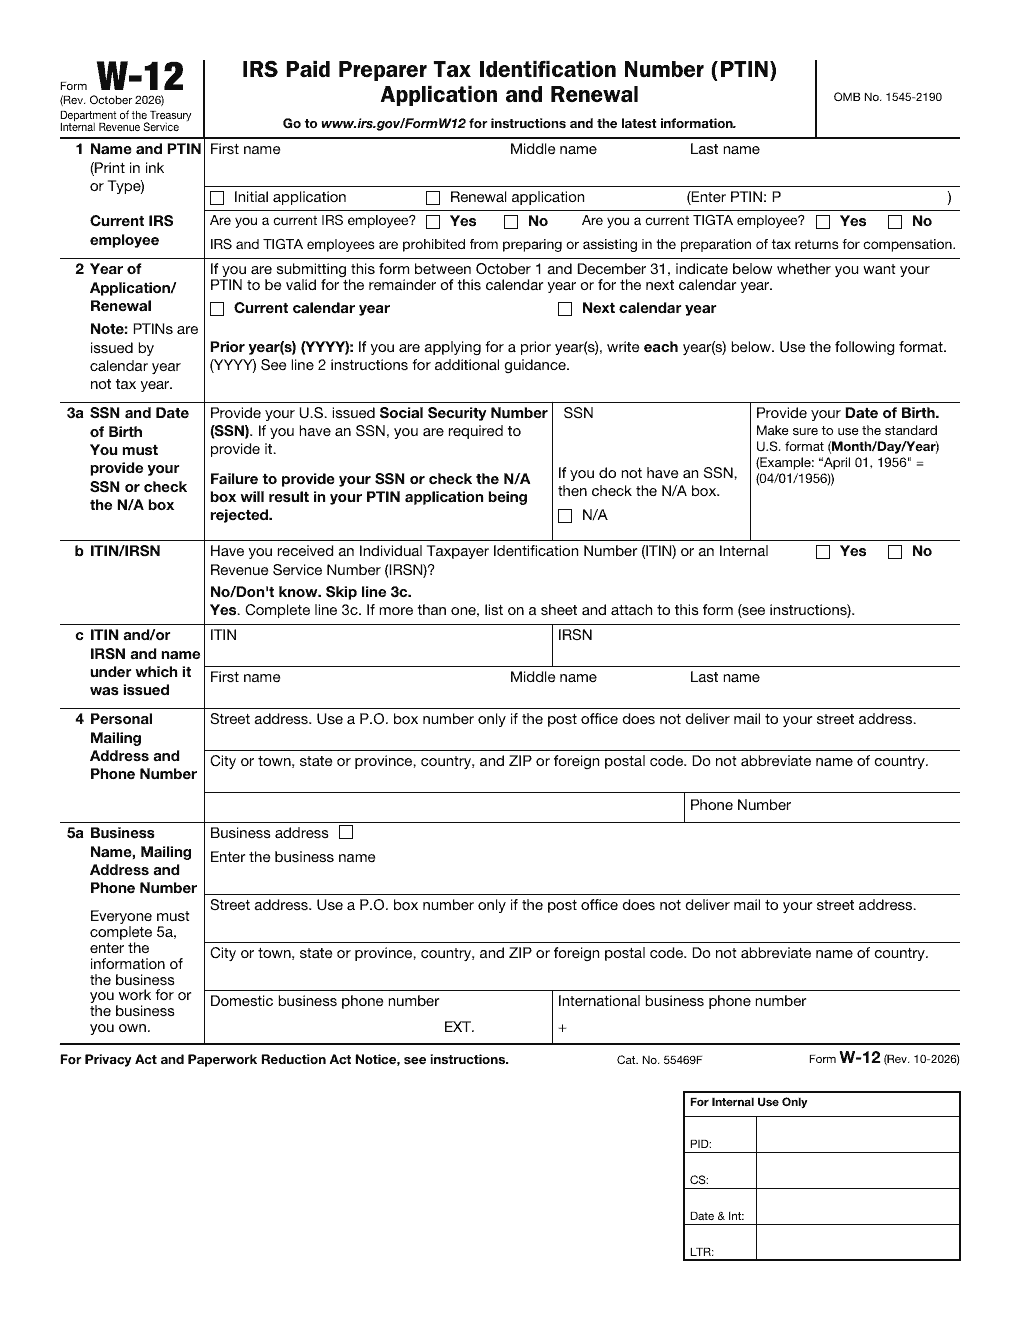 Form W-12
(Rev. October 2026)
Department of the Treasury
Internal Revenue Service
IRS Paid Preparer Tax Identification Number (PTIN)
Application and Renewal
Go to www.irs.gov/FormW12 for instructions and the latest information.
OMB No. 1545-2190
1 Name and PTIN
(Print in ink
or Type)
First name Middle name Last name
Initial application Renewal application (Enter PTIN: P )
Current IRS
employee
Are you a current IRS employee? Yes No Are you a current TIGTA employee? Yes No
IRS and TIGTA employees are prohibited from preparing or assisting in the preparation of tax returns for compensation.
2 Year of
Application/
Renewal
Note: PTINs are
issued by
calendar year
not tax year.
If you are submitting this form between October 1 and December 31, indicate below whether you want your
PTIN to be valid for the remainder of this calendar year or for the next calendar year.
Current calendar year Next calendar year
Prior year(s) (YYYY): If you are applying for a prior year(s), write each year(s) below. Use the following format.
(YYYY) See line 2 instructions for additional guidance.
3a SSN and Date
of Birth
You must
provide your
SSN or check
the N/A box
Provide your U.S. issued Social Security Number
(SSN). If you have an SSN, you are required to
provide it.
Failure to provide your SSN or check the N/A
box will result in your PTIN application being
rejected.
SSN
If you do not have an SSN,
then check the N/A box.
N/A
Provide your Date of Birth.
Make sure to use the standard
U.S. format (Month/Day/Year)
(Example: “April 01, 1956” =
(04/01/1956))
b ITIN/IRSN
Have you received an Individual Taxpayer Identification Number (ITIN) or an Internal
Revenue Service Number (IRSN)?
Yes No
No/Don't know. Skip line 3c.
Yes. Complete line 3c. If more than one, list on a sheet and attach to this form (see instructions).
c ITIN and/or
IRSN and name
under which it
was issued
ITIN IRSN
First name Middle name Last name
4 Personal
Mailing
Address and
Phone Number
Street address. Use a P.O. box number only if the post office does not deliver mail to your street address.
City or town, state or province, country, and ZIP or foreign postal code. Do not abbreviate name of country.
Phone Number
5a Business
Name, Mailing
Address and
Phone Number
Everyone must
complete 5a,
enter the
information of
the business
you work for or
the business
you own.
Business address
Enter the business name
Street address. Use a P.O. box number only if the post office does not deliver mail to your street address.
City or town, state or province, country, and ZIP or foreign postal code. Do not abbreviate name of country.
Domestic business phone number
EXT.
International business phone number
+
For Privacy Act and Paperwork Reduction Act Notice, see instructions. Cat. No. 55469F Form W-12 (Rev. 10-2026)
For Internal Use Only
PID:
CS:
Date & Int:
LTR: